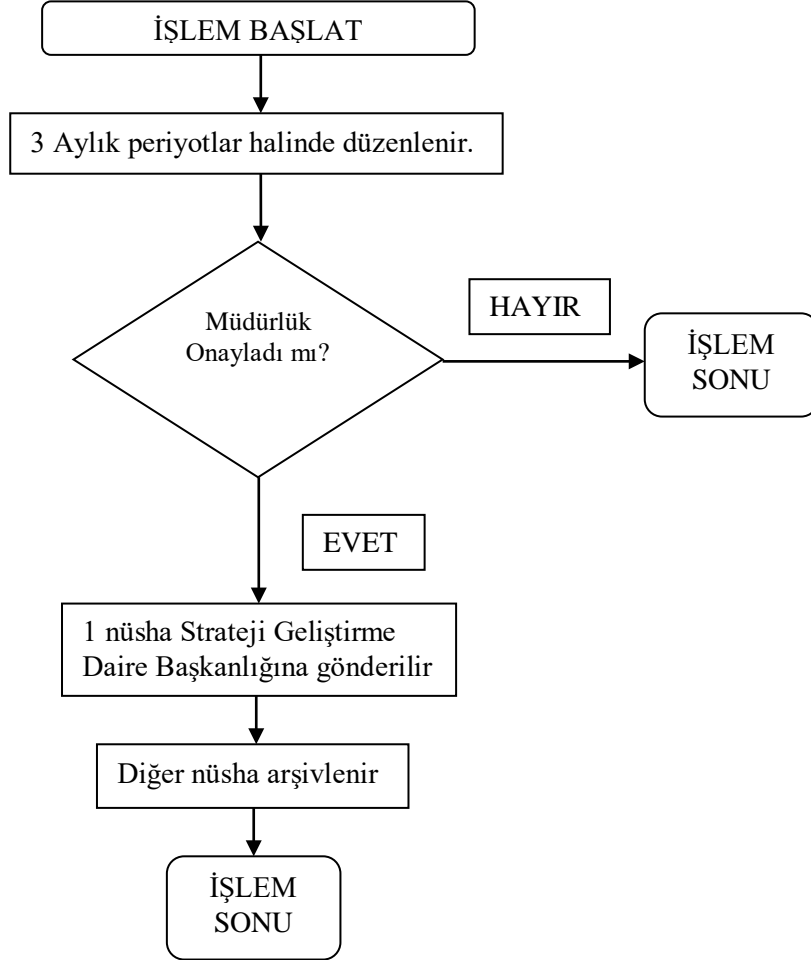 İŞLEM BAŞLAT
3 Aylık periyotlar halinde düzenlenir.
Müdürlük
Onayladı mı?
HAYIR
İŞLEM
SONU
EVET
1 nüsha Strateji Geliştirme
Daire Başkanlığına gönderilir
Diğer nüsha arşivlenir
İŞLEM
SONU